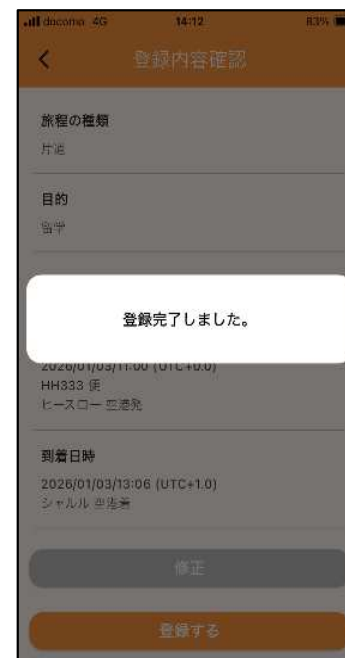 docomo 4G 14:12 83%
登録内容確認
旅程の種類
片道
目的
留学
登録完了しました。
2026/01/03/11:00 (UTC+0.0)
HH333 便
ヒースロー 空港発
到着日時
2026/01/03/13:06 (UTC+1.0)
シャルル 空港着
修正
登録する